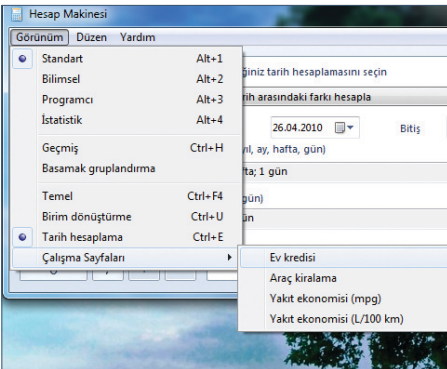 Hesap Makinesi
Görünüm Düzen Yardım
Standart Alt+1
Bilimsel Alt+2
Programcı Alt+3
İstatistik Alt+4
Geçmiş Ctrl+H
Basamak gruplandırma
Temel Ctrl+F4
Birim dönüştürme Ctrl+U
Tarih hesaplama Ctrl+E
Çalışma Sayfaları
ğiniz tarih hesaplamasını seçin
rih arasındaki farkı hesapla
26.04.2010 Bitiş
yıl, ay, hafta, gün)
fta; 1 gün
gün)
ün
Ev kredisi
Araç kiralama
Yakıt ekonomisi (mpg)
Yakıt ekonomisi (L/100 km)